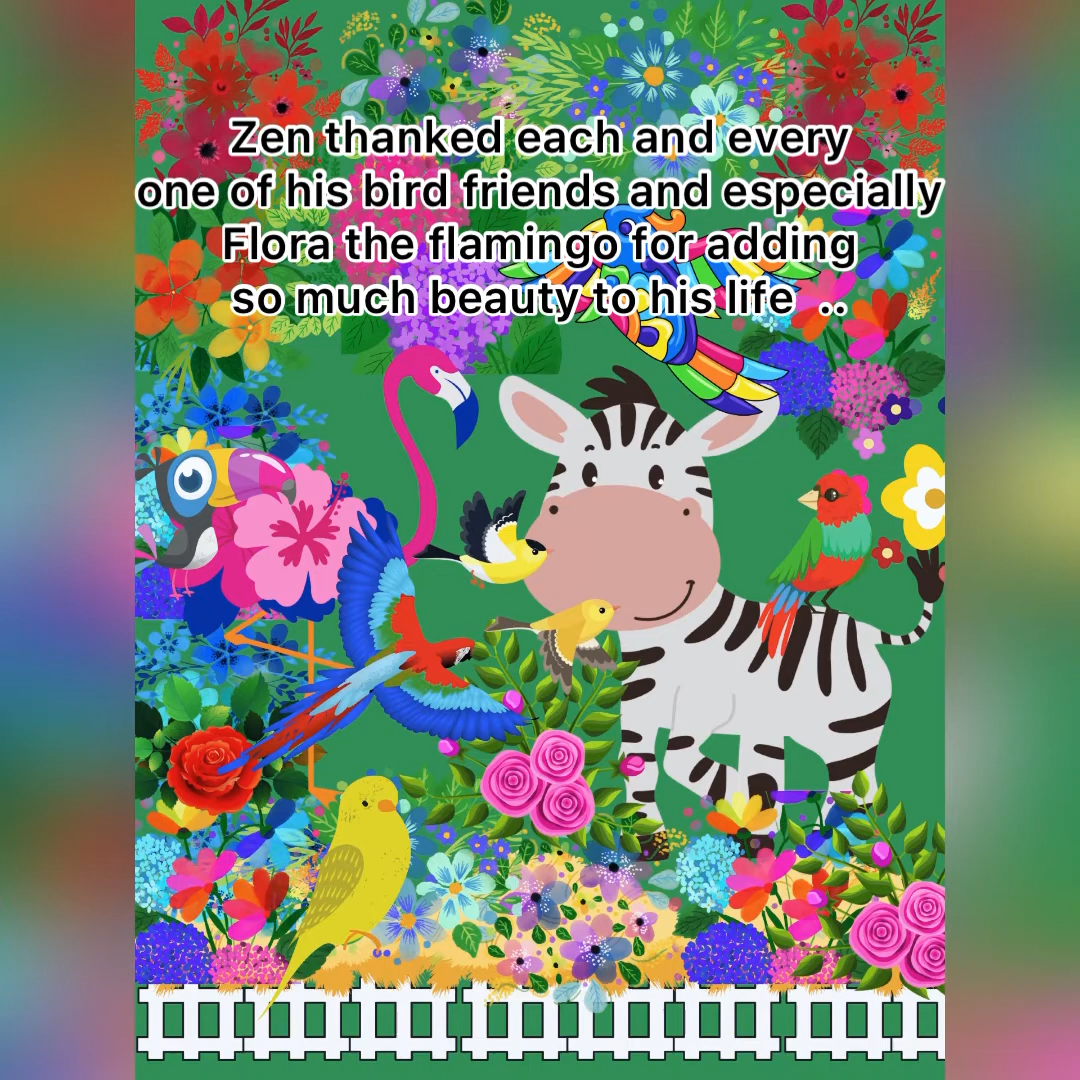 Zen thanked each and every
one of his bird friends and especially
Flora the flamingo for adding
so much beauty to his life  ..